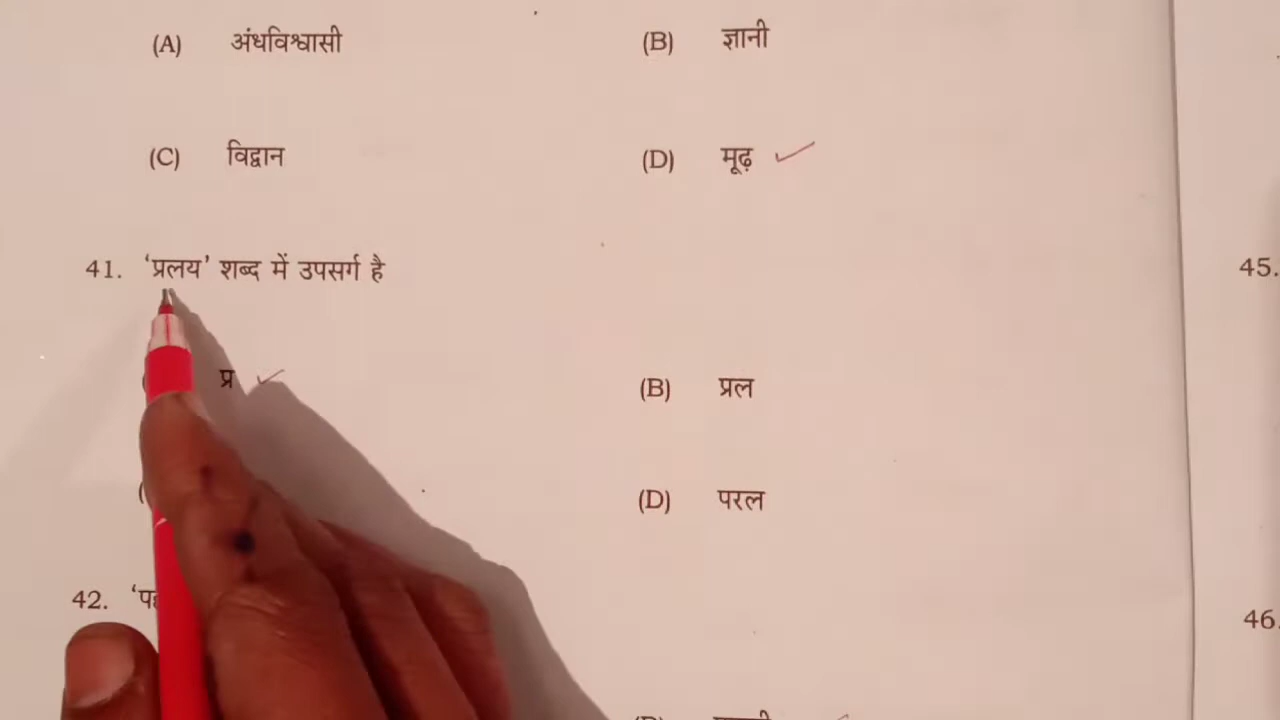 (A) अंधविश्वासी (B) ज्ञानी
(C) विद्वान (D) मूढ़
41. ‘प्रलय’ शब्द में उपसर्ग है
प्र (B) प्रल
(D) परल
42.
45.
46.